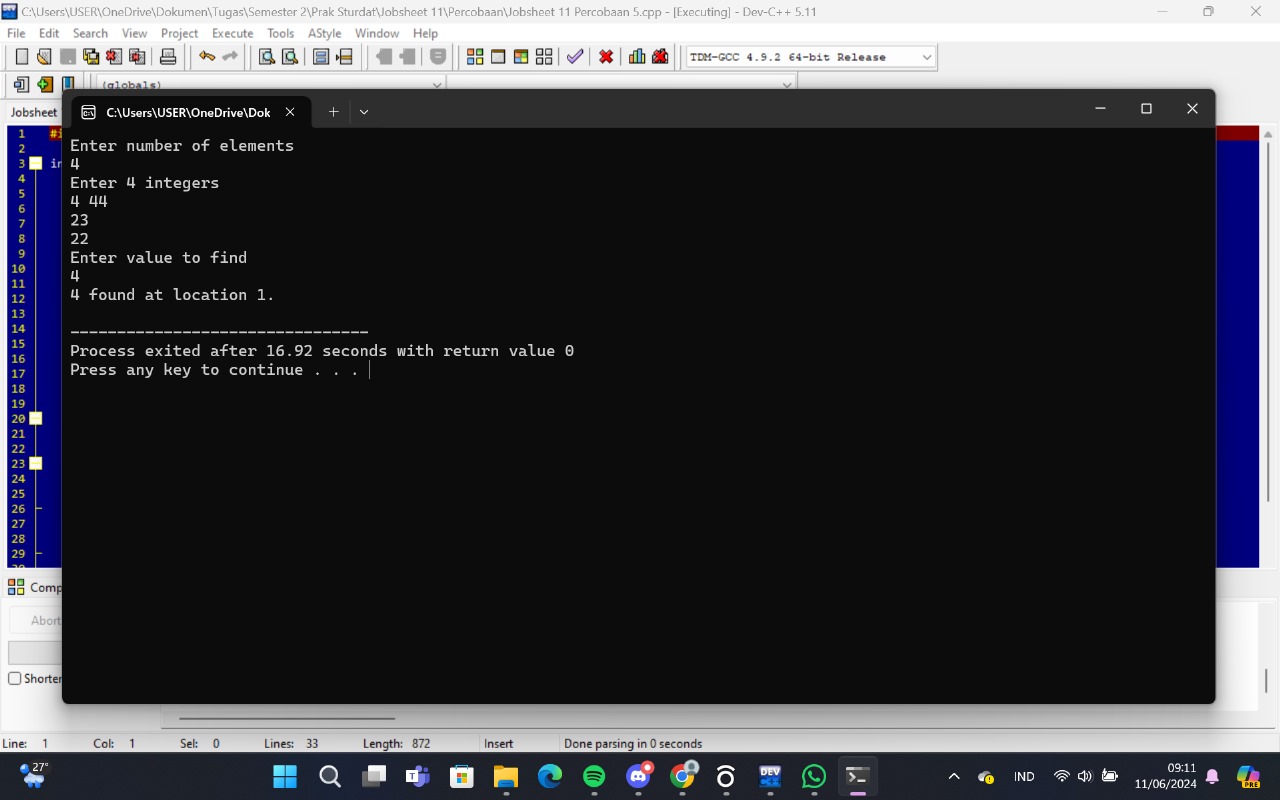 C:\Users\USER\OneDrive\Dokumen\Tugas\Semester 2\Prak Sturdat\Jobsheet 11\Percobaan\Jobsheet 11 Percobaan 5.cpp - [Executing] - Dev-C++ 5.11
File Edit Search View Project Execute Tools AStyle Window Help
TDM-GCC 4.9.2 64-bit Release
(globals)
Jobsheet
C:\Users\USER\OneDrive\Dok
1 #i
2
3 in
4
5
6
7
8
9
10
11
12
13
14
15
16
17
18
19
20
21
22
23
24
25
26
27
28
29
Enter number of elements
4
Enter 4 integers
4 44
23
22
Enter value to find
4
4 found at location 1.
--------------------------------
Process exited after 16.92 seconds with return value 0
Press any key to continue . . .
Comp
Abort
Shorten
Line: 1 Col: 1 Sel: 0 Lines: 33 Length: 872 Insert Done parsing in 0 seconds
27°
DEV
IND
09:11
11/06/2024
PRE